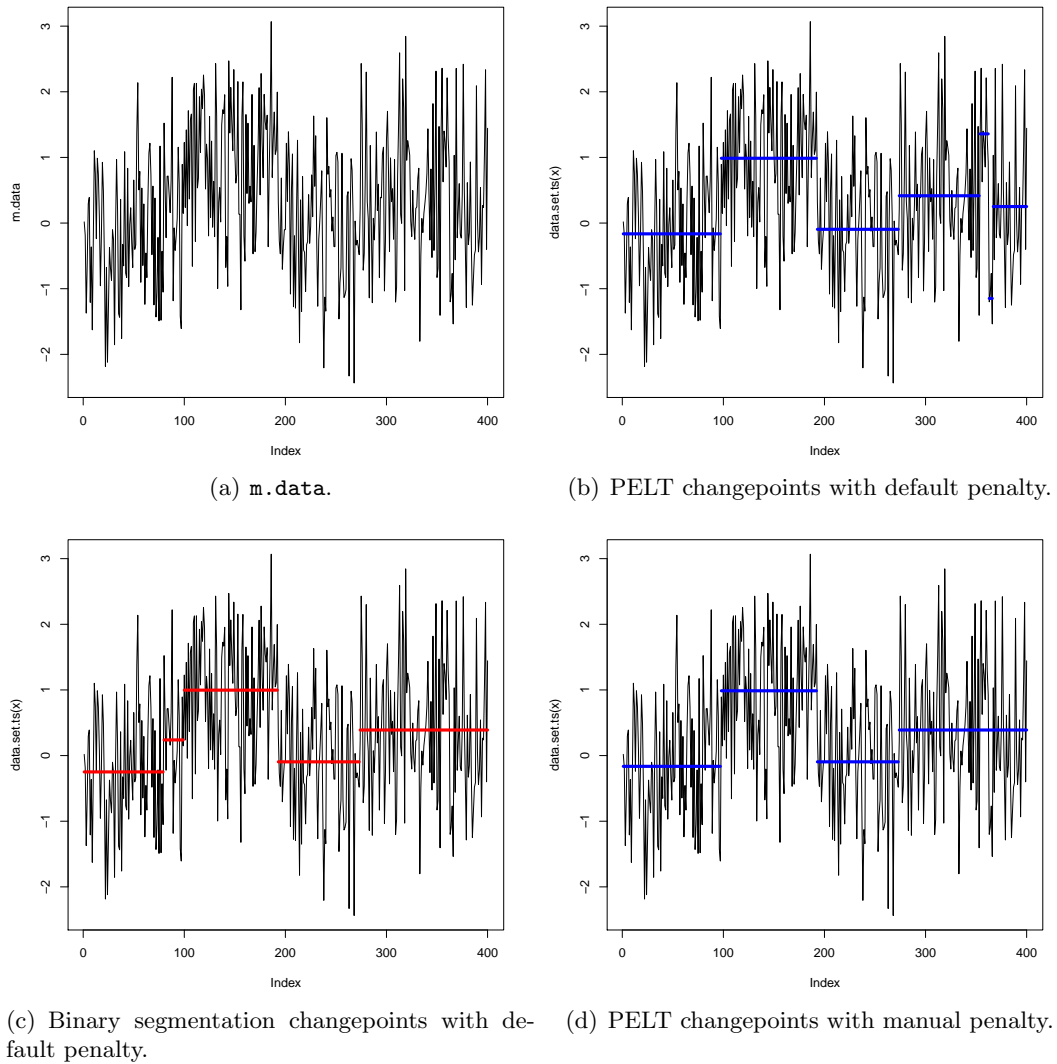 3
2
1
0
−1
−2
m.data
0 100 200 300 400
Index
(a) m.data.
3
2
1
0
−1
−2
data.set.ts(x)
0 100 200 300 400
Index
(b) PELT changepoints with default penalty.
3
2
1
0
−1
−2
data.set.ts(x)
0 100 200 300 400
Index
(c) Binary segmentation changepoints with de-
fault penalty.
3
2
1
0
−1
−2
data.set.ts(x)
0 100 200 300 400
Index
(d) PELT changepoints with manual penalty.